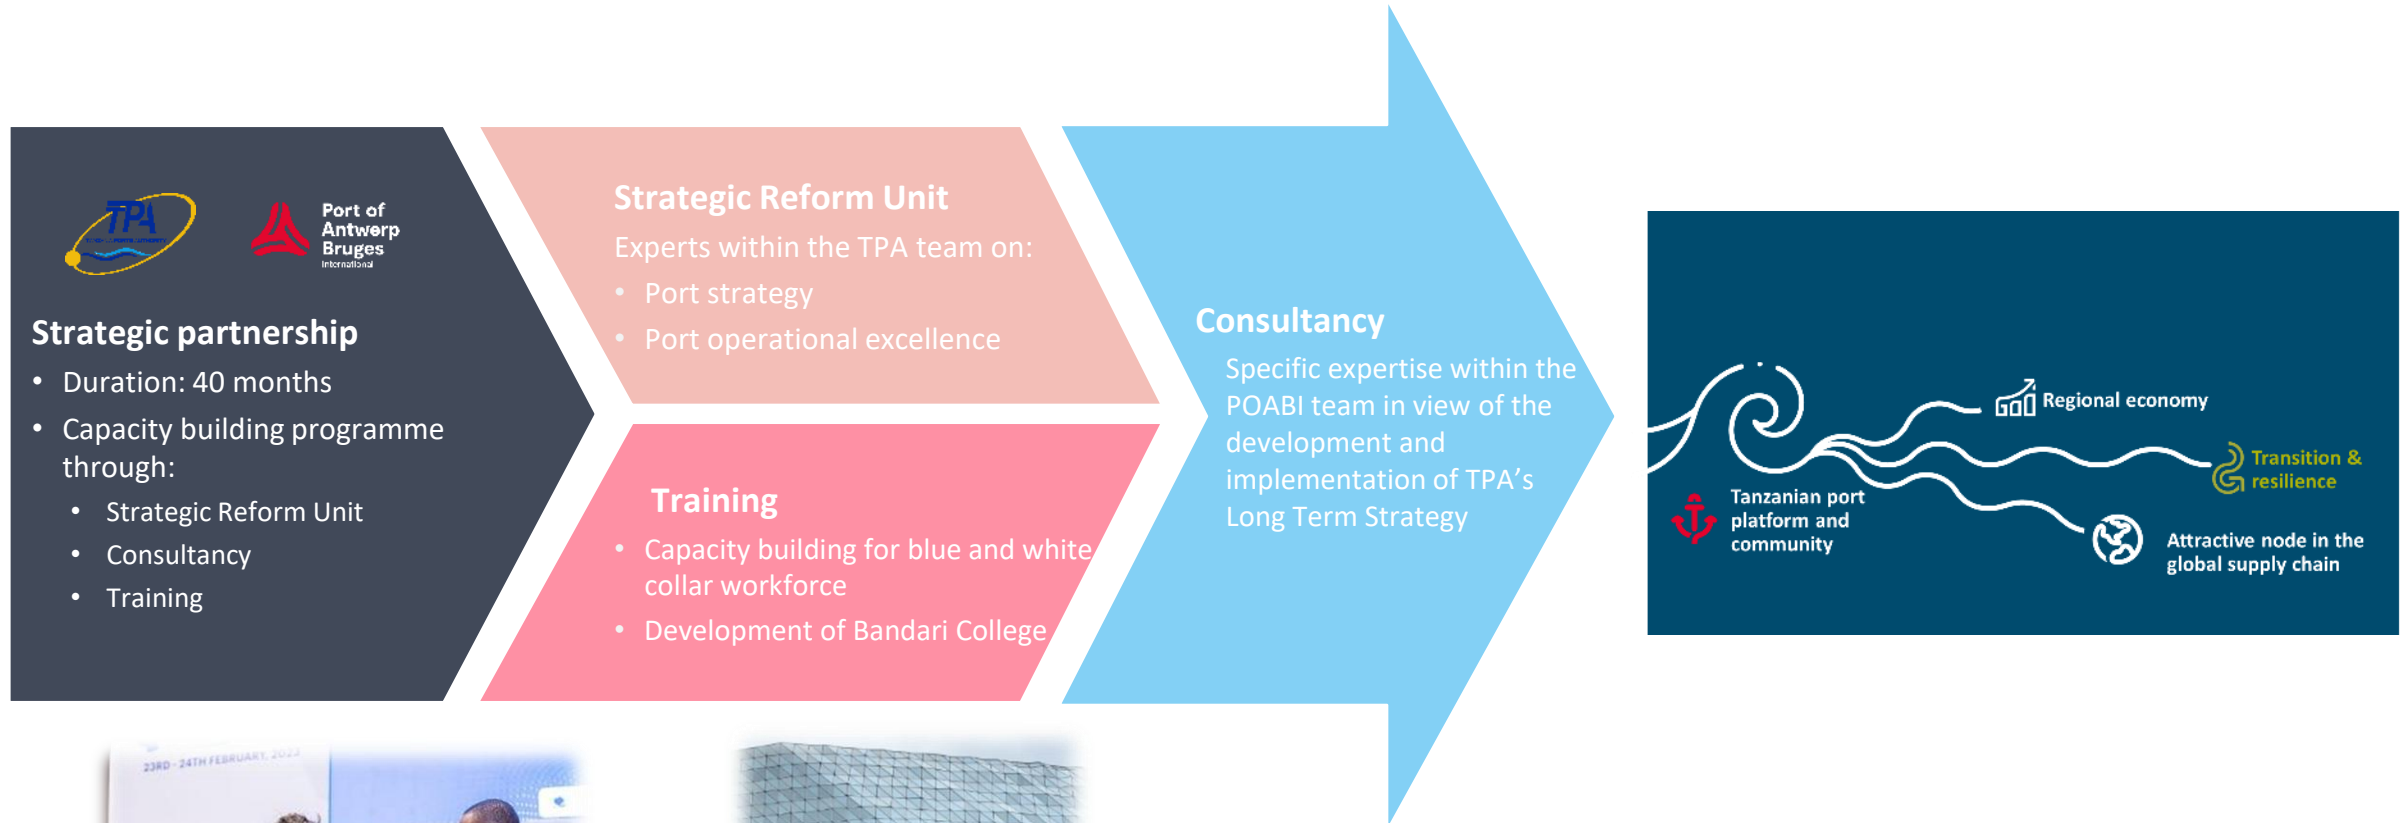 TPA
Port of
Antwerp
Bruges
International
Strategic partnership
• Duration: 40 months
• Capacity building programme
through:
• Strategic Reform Unit
• Consultancy
• Training
Strategic Reform Unit
Experts within the TPA team on:
• Port strategy
• Port operational excellence
Training
• Capacity building for blue and white
collar workforce
• Development of Bandari College
Consultancy
Specific expertise within the
POABI team in view of the
development and
implementation of TPA’s
Long Term Strategy
Regional economy
Transition &
resilience
Tanzanian port
platform and
community
Attractive node in the
global supply chain
23RD - 24TH FEBRUARY, 2023